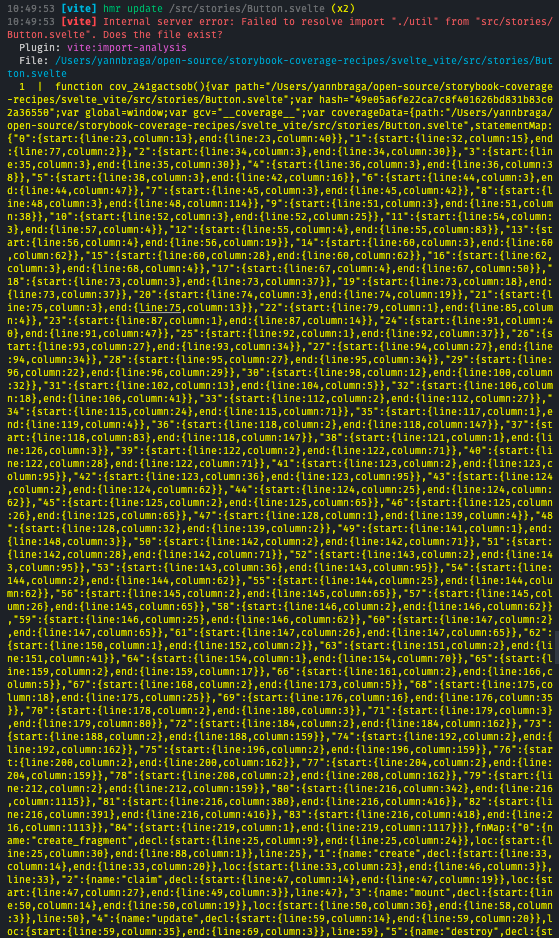 10:49:53 [vite] hmr update /src/stories/Button.svelte (x2)
10:49:53 [vite] Internal server error: Failed to resolve import "./util" from "src/stories/
Button.svelte". Does the file exist?
  Plugin: vite:import-analysis
  File: /Users/yannbraga/open-source/storybook-coverage-recipes/svelte_vite/src/stories/But
ton.svelte
  1  |  function cov_241gactsob(){var path="/Users/yannbraga/open-source/storybook-coverage
-recipes/svelte_vite/src/stories/Button.svelte";var hash="49e05a6fe22ca7c8f401626bd831b83c0
2a36550";var global=window;var gcv="__coverage__";var coverageData={path:"/Users/yannbraga/
open-source/storybook-coverage-recipes/svelte_vite/src/stories/Button.svelte",statementMap:
{"0":{start:{line:23,column:13},end:{line:23,column:40}},"1":{start:{line:32,column:15},end
:{line:77,column:2}},"2":{start:{line:34,column:3},end:{line:34,column:30}},"3":{start:{lin
e:35,column:3},end:{line:35,column:30}},"4":{start:{line:36,column:3},end:{line:36,column:3
8}},"5":{start:{line:38,column:3},end:{line:42,column:16}},"6":{start:{line:44,column:3},en
d:{line:44,column:47}},"7":{start:{line:45,column:3},end:{line:45,column:42}},"8":{start:{l
ine:48,column:3},end:{line:48,column:114}},"9":{start:{line:51,column:3},end:{line:51,colum
n:38}},"10":{start:{line:52,column:3},end:{line:52,column:25}},"11":{start:{line:54,column:
3},end:{line:57,column:4}},"12":{start:{line:55,column:4},end:{line:55,column:83}},"13":{st
art:{line:56,column:4},end:{line:56,column:19}},"14":{start:{line:60,column:3},end:{line:60
,column:62}},"15":{start:{line:60,column:28},end:{line:60,column:62}},"16":{start:{line:62,
column:3},end:{line:68,column:4}},"17":{start:{line:67,column:4},end:{line:67,column:50}},"
18":{start:{line:73,column:3},end:{line:73,column:37}},"19":{start:{line:73,column:18},end:
{line:73,column:37}},"20":{start:{line:74,column:3},end:{line:74,column:19}},"21":{start:{l
ine:75,column:3},end:{line:75,column:13}},"22":{start:{line:79,column:1},end:{line:85,colum
n:4}},"23":{start:{line:87,column:1},end:{line:87,column:14}},"24":{start:{line:91,column:4
0},end:{line:91,column:47}},"25":{start:{line:92,column:1},end:{line:92,column:37}},"26":{s
tart:{line:93,column:27},end:{line:93,column:34}},"27":{start:{line:94,column:27},end:{line
:94,column:34}},"28":{start:{line:95,column:27},end:{line:95,column:34}},"29":{start:{line:
96,column:22},end:{line:96,column:29}},"30":{start:{line:98,column:12},end:{line:100,column
:32}},"31":{start:{line:102,column:13},end:{line:104,column:5}},"32":{start:{line:106,colum
n:18},end:{line:106,column:41}},"33":{start:{line:112,column:2},end:{line:112,column:27}},"
34":{start:{line:115,column:24},end:{line:115,column:71}},"35":{start:{line:117,column:1},e
nd:{line:119,column:4}},"36":{start:{line:118,column:2},end:{line:118,column:147}},"37":{st
art:{line:118,column:83},end:{line:118,column:147}},"38":{start:{line:121,column:1},end:{li
ne:126,column:3}},"39":{start:{line:122,column:2},end:{line:122,column:71}},"40":{start:{li
ne:122,column:28},end:{line:122,column:71}},"41":{start:{line:123,column:2},end:{line:123,c
olumn:95}},"42":{start:{line:123,column:36},end:{line:123,column:95}},"43":{start:{line:124
,column:2},end:{line:124,column:62}},"44":{start:{line:124,column:25},end:{line:124,column:
62}},"45":{start:{line:125,column:2},end:{line:125,column:65}},"46":{start:{line:125,column
:26},end:{line:125,column:65}},"47":{start:{line:128,column:1},end:{line:139,column:4}},"48
":{start:{line:128,column:32},end:{line:139,column:2}},"49":{start:{line:141,column:1},end:
{line:148,column:3}},"50":{start:{line:142,column:2},end:{line:142,column:71}},"51":{start:
{line:142,column:28},end:{line:142,column:71}},"52":{start:{line:143,column:2},end:{line:14
3,column:95}},"53":{start:{line:143,column:36},end:{line:143,column:95}},"54":{start:{line:
144,column:2},end:{line:144,column:62}},"55":{start:{line:144,column:25},end:{line:144,colu
mn:62}},"56":{start:{line:145,column:2},end:{line:145,column:65}},"57":{start:{line:145,col
umn:26},end:{line:145,column:65}},"58":{start:{line:146,column:2},end:{line:146,column:62}}
,"59":{start:{line:146,column:25},end:{line:146,column:62}},"60":{start:{line:147,column:2}
,end:{line:147,column:65}},"61":{start:{line:147,column:26},end:{line:147,column:65}},"62":
{start:{line:150,column:1},end:{line:152,column:2}},"63":{start:{line:151,column:2},end:{li
ne:151,column:41}},"64":{start:{line:154,column:1},end:{line:154,column:70}},"65":{start:{l
ine:159,column:2},end:{line:159,column:17}},"66":{start:{line:161,column:2},end:{line:166,c
olumn:5}},"67":{start:{line:168,column:2},end:{line:173,column:5}},"68":{start:{line:175,co
lumn:18},end:{line:175,column:25}},"69":{start:{line:176,column:16},end:{line:176,column:35
}},"70":{start:{line:178,column:2},end:{line:180,column:3}},"71":{start:{line:179,column:3}
,end:{line:179,column:80}},"72":{start:{line:184,column:2},end:{line:184,column:162}},"73":
{start:{line:188,column:2},end:{line:188,column:159}},"74":{start:{line:192,column:2},end:{
line:192,column:162}},"75":{start:{line:196,column:2},end:{line:196,column:159}},"76":{star
t:{line:200,column:2},end:{line:200,column:162}},"77":{start:{line:204,column:2},end:{line:
204,column:159}},"78":{start:{line:208,column:2},end:{line:208,column:162}},"79":{start:{li
ne:212,column:2},end:{line:212,column:159}},"80":{start:{line:216,column:342},end:{line:216
,column:1115}},"81":{start:{line:216,column:380},end:{line:216,column:416}},"82":{start:{li
ne:216,column:391},end:{line:216,column:416}},"83":{start:{line:216,column:418},end:{line:2
16,column:1113}},"84":{start:{line:219,column:1},end:{line:219,column:1117}}},fnMap:{"0":{n
ame:"create_fragment",decl:{start:{line:25,column:9},end:{line:25,column:24}},loc:{start:{l
ine:25,column:30},end:{line:88,column:1}},line:25},"1":{name:"create",decl:{start:{line:33,
column:14},end:{line:33,column:20}},loc:{start:{line:33,column:23},end:{line:46,column:3}},
line:33},"2":{name:"claim",decl:{start:{line:47,column:14},end:{line:47,column:19}},loc:{st
art:{line:47,column:27},end:{line:49,column:3}},line:47},"3":{name:"mount",decl:{start:{lin
e:50,column:14},end:{line:50,column:19}},loc:{start:{line:50,column:36},end:{line:58,column
:3}},line:50},"4":{name:"update",decl:{start:{line:59,column:14},end:{line:59,column:20}},l
oc:{start:{line:59,column:35},end:{line:69,column:3}},line:59},"5":{name:"destroy",decl:{st